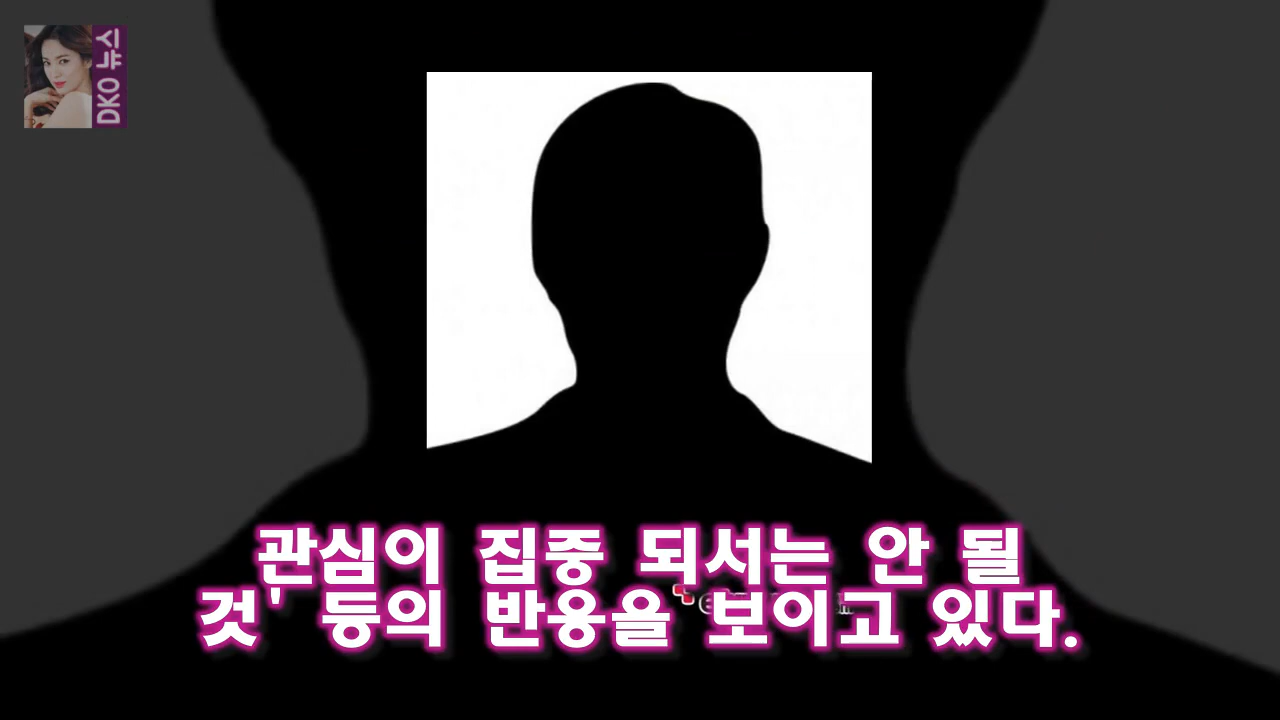 DKO 뉴스
관심이 집중 되서는 안 될
것' 등의 반응을 보이고 있다.